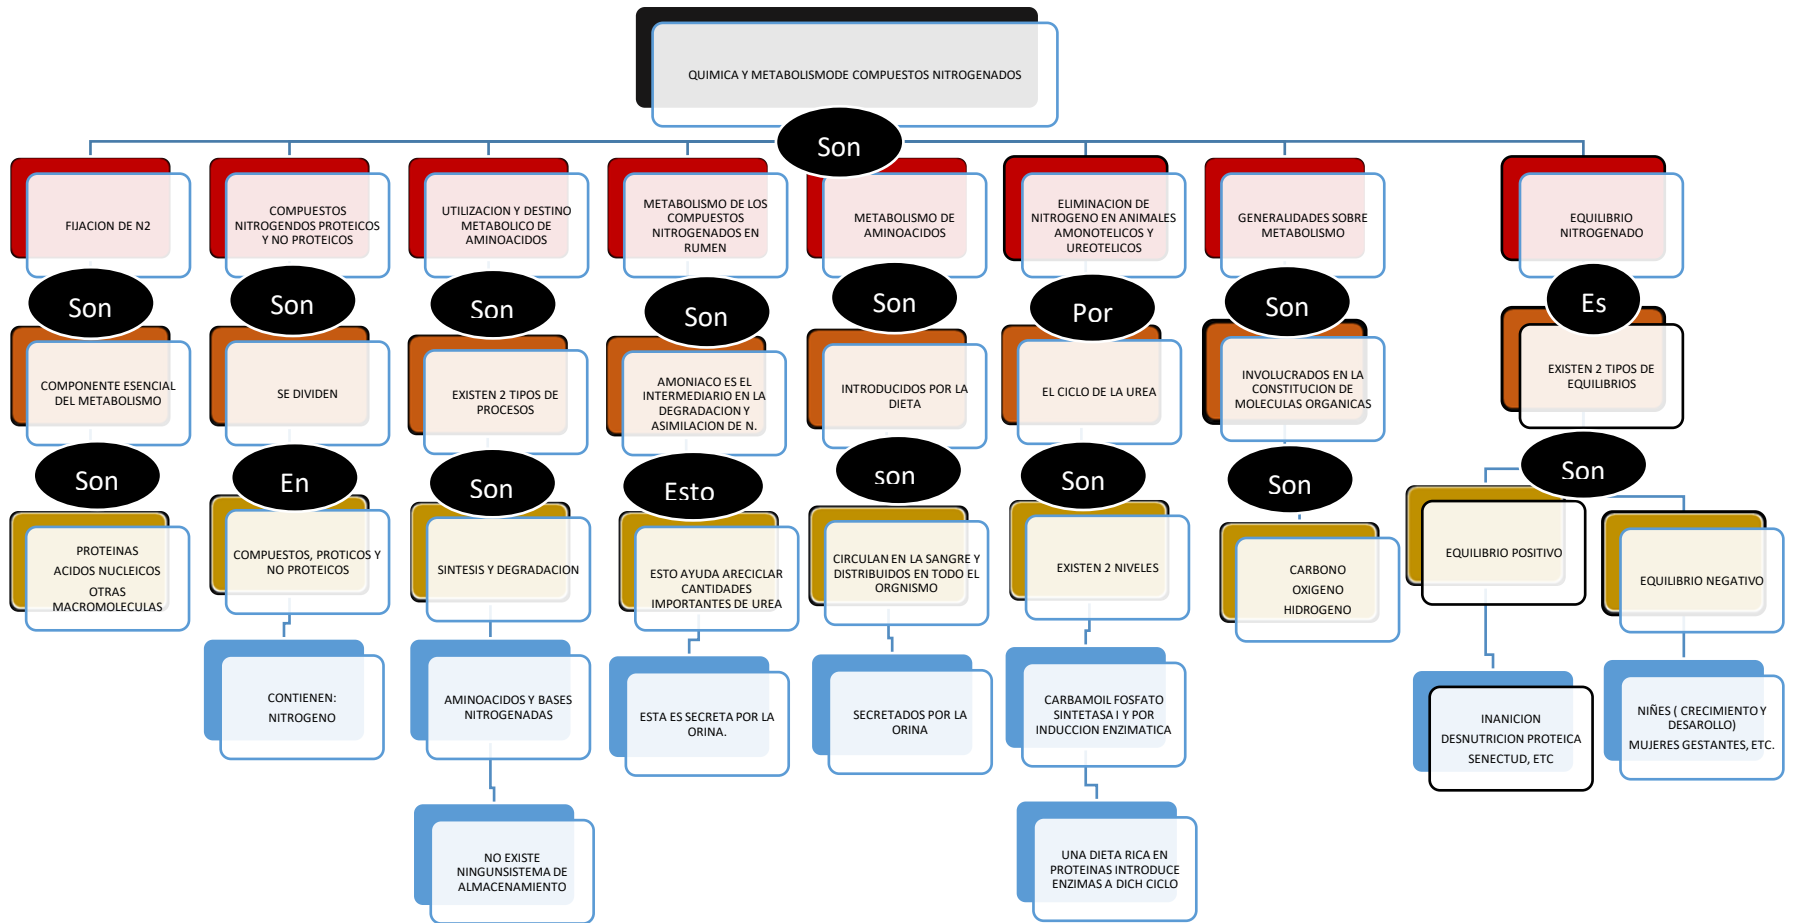 QUIMICA Y METABOLISMODE COMPUESTOS NITROGENADOS
Son
FIJACION DE N2
Son
COMPONENTE ESENCIAL
DEL METABOLISMO
Son
PROTEINAS
ACIDOS NUCLEICOS
OTRAS
MACROMOLECULAS
COMPUESTOS
NITROGENDOS PROTEICOS
Y NO PROTEICOS
Son
SE DIVIDEN
En
COMPUESTOS, PROTICOS Y
NO PROTEICOS
CONTIENEN:
NITROGENO
UTILIZACION Y DESTINO
METABOLICO DE
AMINOACIDOS
Son
EXISTEN 2 TIPOS DE
PROCESOS
Son
SINTESIS Y DEGRADACION
AMINOACIDOS Y BASES
NITROGENADAS
NO EXISTE
NINGUNSISTEMA DE
ALMACENAMIENTO
METABOLISMO DE LOS
COMPUESTOS
NITROGENADOS EN
RUMEN
Son
AMONIACO ES EL
INTERMEDIARIO EN LA
DEGRADACION Y
ASIMILACION DE N.
Esto
ESTO AYUDA ARECICLAR
CANTIDADES
IMPORTANTES DE UREA
ESTA ES SECRETA POR LA
ORINA.
METABOLISMO DE
AMINOACIDOS
Son
INTRODUCIDOS POR LA
DIETA
son
CIRCULAN EN LA SANGRE Y
DISTRIBUIDOS EN TODO EL
ORGNISMO
SECRETADOS POR LA
ORINA
ELIMINACION DE
NITROGENO EN ANIMALES
AMONOTELICOS Y
UREOTELICOS
Por
EL CICLO DE LA UREA
Son
EXISTEN 2 NIVELES
CARBAMOIL FOSFATO
SINTETASA I Y POR
INDUCCION ENZIMATICA
UNA DIETA RICA EN
PROTEINAS INTRODUCE
ENZIMAS A DICH CICLO
GENERALIDADES SOBRE
METABOLISMO
Son
INVOLUCRADOS EN LA
CONSTITUCION DE
MOLECULAS ORGANICAS
Son
CARBONO
OXIGENO
HIDROGENO
EQUILIBRIO
NITROGENADO
Es
EXISTEN 2 TIPOS DE
EQUILIBRIOS
Son
EQUILIBRIO POSITIVO
INANICION
DESNUTRICION PROTEICA
SENECTUD, ETC
EQUILIBRIO NEGATIVO
NIÑES ( CRECIMIENTO Y
DESAROLLO)
MUJERES GESTANTES, ETC.